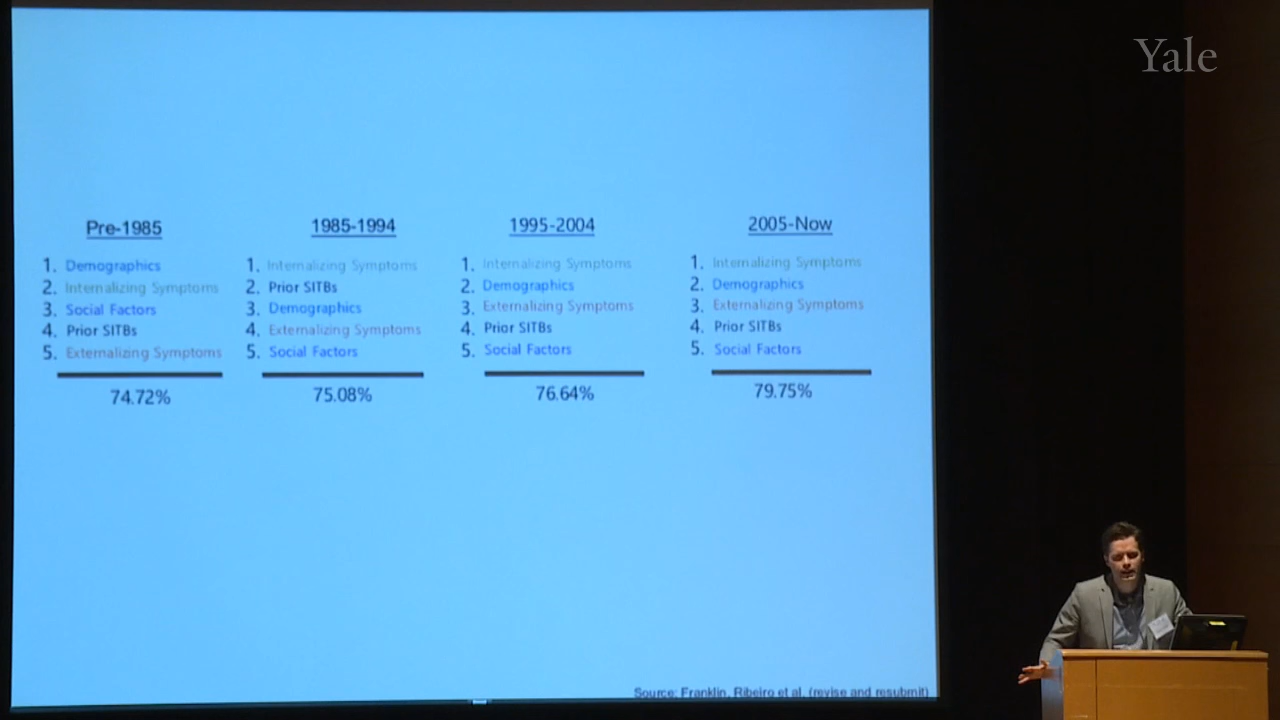 Yale
Pre-1985
1. Demographics
2. Internalizing Symptoms
3. Social Factors
4. Prior SITBs
5. Externalizing Symptoms
74.72%
1985-1994
1. Internalizing Symptoms
2. Prior SITBs
3. Demographics
4. Externalizing Symptoms
5. Social Factors
75.08%
1995-2004
1. Internalizing Symptoms
2. Demographics
3. Externalizing Symptoms
4. Prior SITBs
5. Social Factors
76.64%
2005-Now
1. Internalizing Symptoms
2. Demographics
3. Externalizing Symptoms
4. Prior SITBs
5. Social Factors
79.75%
Source: Franklin, Ribeiro et al. (revise and resubmit)